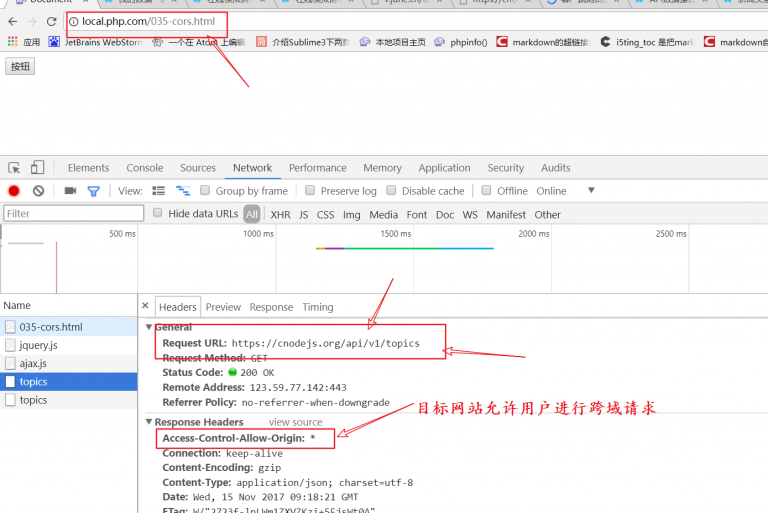 Document
local.php.com/035-cors.html
应用 JetBrains WebStorm 一个在 Atom 上编辑 介绍Sublime3下两款 本地项目主页 phpinfo() markdown的超链接 i5ting_toc 是把mark markdown自
按钮
Elements Console Sources Network Performance Memory Application Security Audits
View: Group by frame Preserve log Disable cache Offline Online
Filter Hide data URLs All XHR JS CSS Img Media Font Doc WS Manifest Other
500 ms 1000 ms 1500 ms 2000 ms 2500 ms
Name
Headers Preview Response Timing
035-cors.html
jquery.js
ajax.js
topics
topics
General
Request URL: https://cnodejs.org/api/v1/topics
Request Method: GET
Status Code: 200 OK
Remote Address: 123.59.77.142:443
Referrer Policy: no-referrer-when-downgrade
目标网站允许用户进行跨域请求
Response Headers view source
Access-Control-Allow-Origin: *
Connection: keep-alive
Content-Encoding: gzip
Content-Type: application/json; charset=utf-8
Date: Wed, 15 Nov 2017 09:18:21 GMT